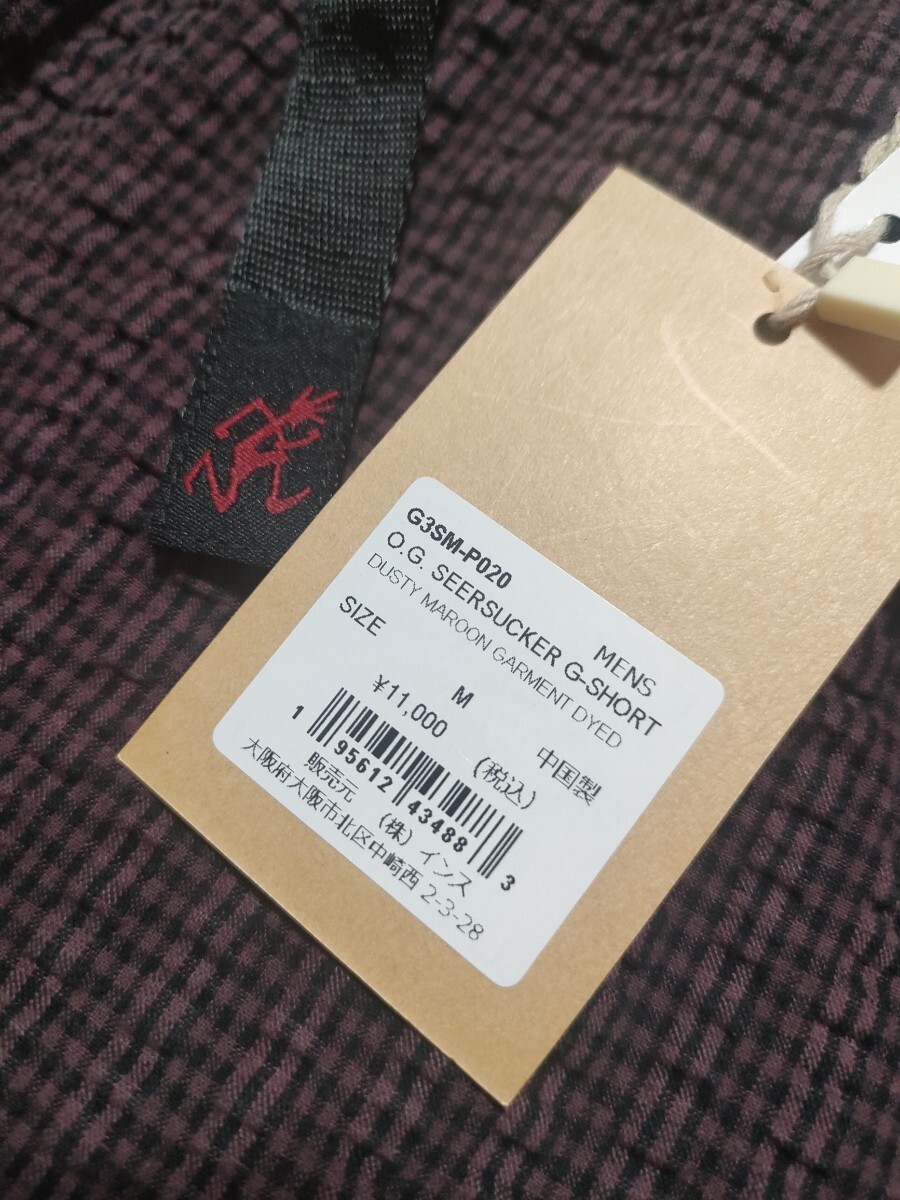 G3SM-P020
MENS
O.G. SEERSUCKER G-SHORT
DUSTY MAROON GARMENT DYED
SIZE M 中国製
¥11,000 (税込)
1 95612 43488 3
販売元 (株) インス
大阪府大阪市北区中崎西 2-3-28